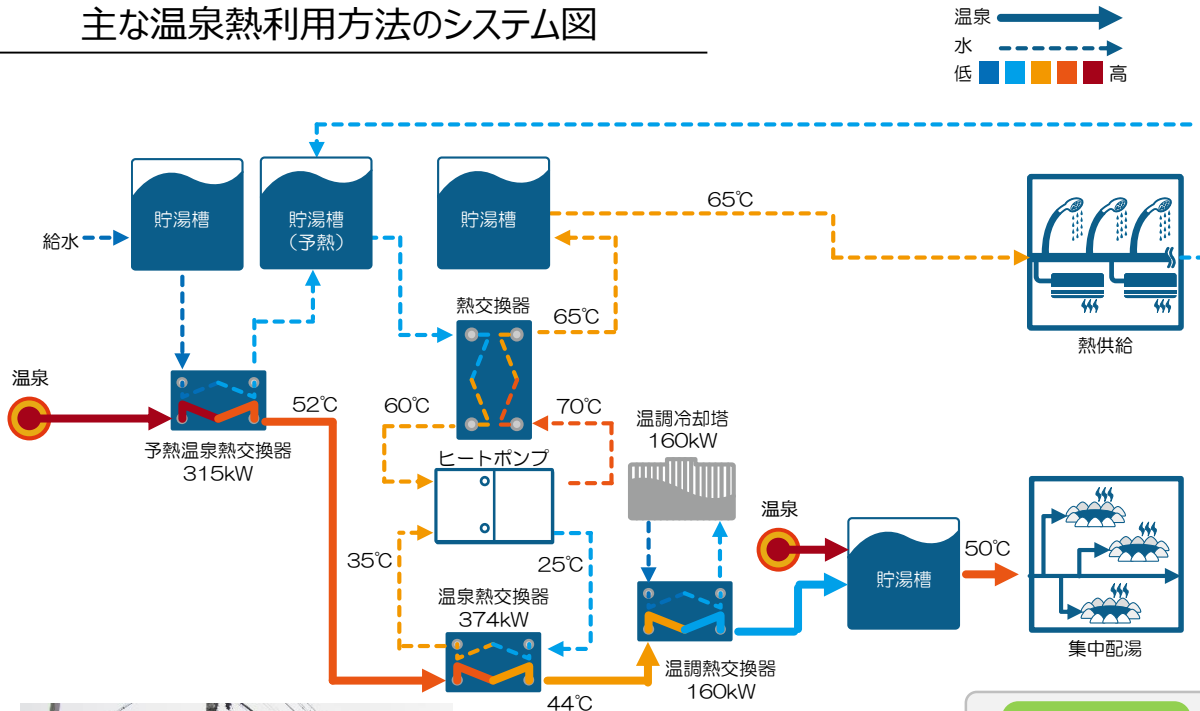 主な温泉熱利用方法のシステム図
温泉
水
低
高
貯湯槽
貯湯槽
（予熱）
貯湯槽
給水
65℃
熱交換器
65℃
熱供給
温泉
52℃
60℃
70℃
温調冷却塔
160kW
予熱温泉熱交換器
315kW
ヒートポンプ
温泉
35℃
25℃
貯湯槽
50℃
温泉熱交換器
374kW
集中配湯
温調熱交換器
160kW
44℃